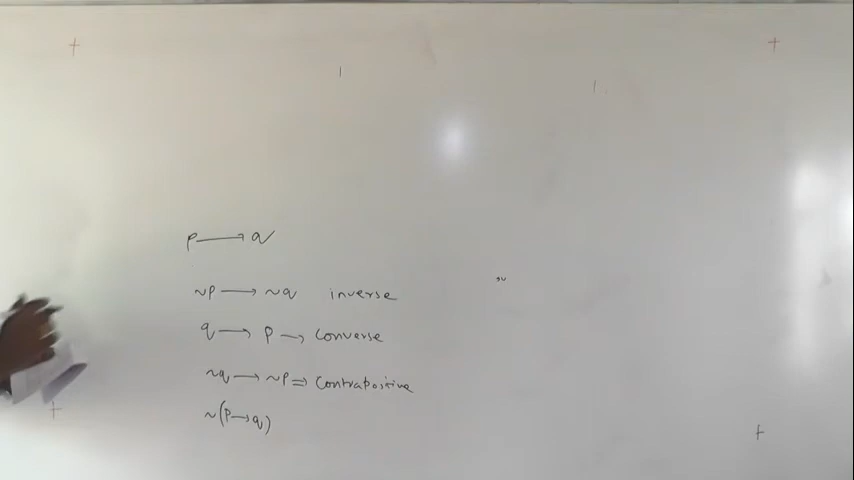 p → q
~p → ~q inverse
q → p → Converse
~q → ~p => Contrapositive
~(p→q)